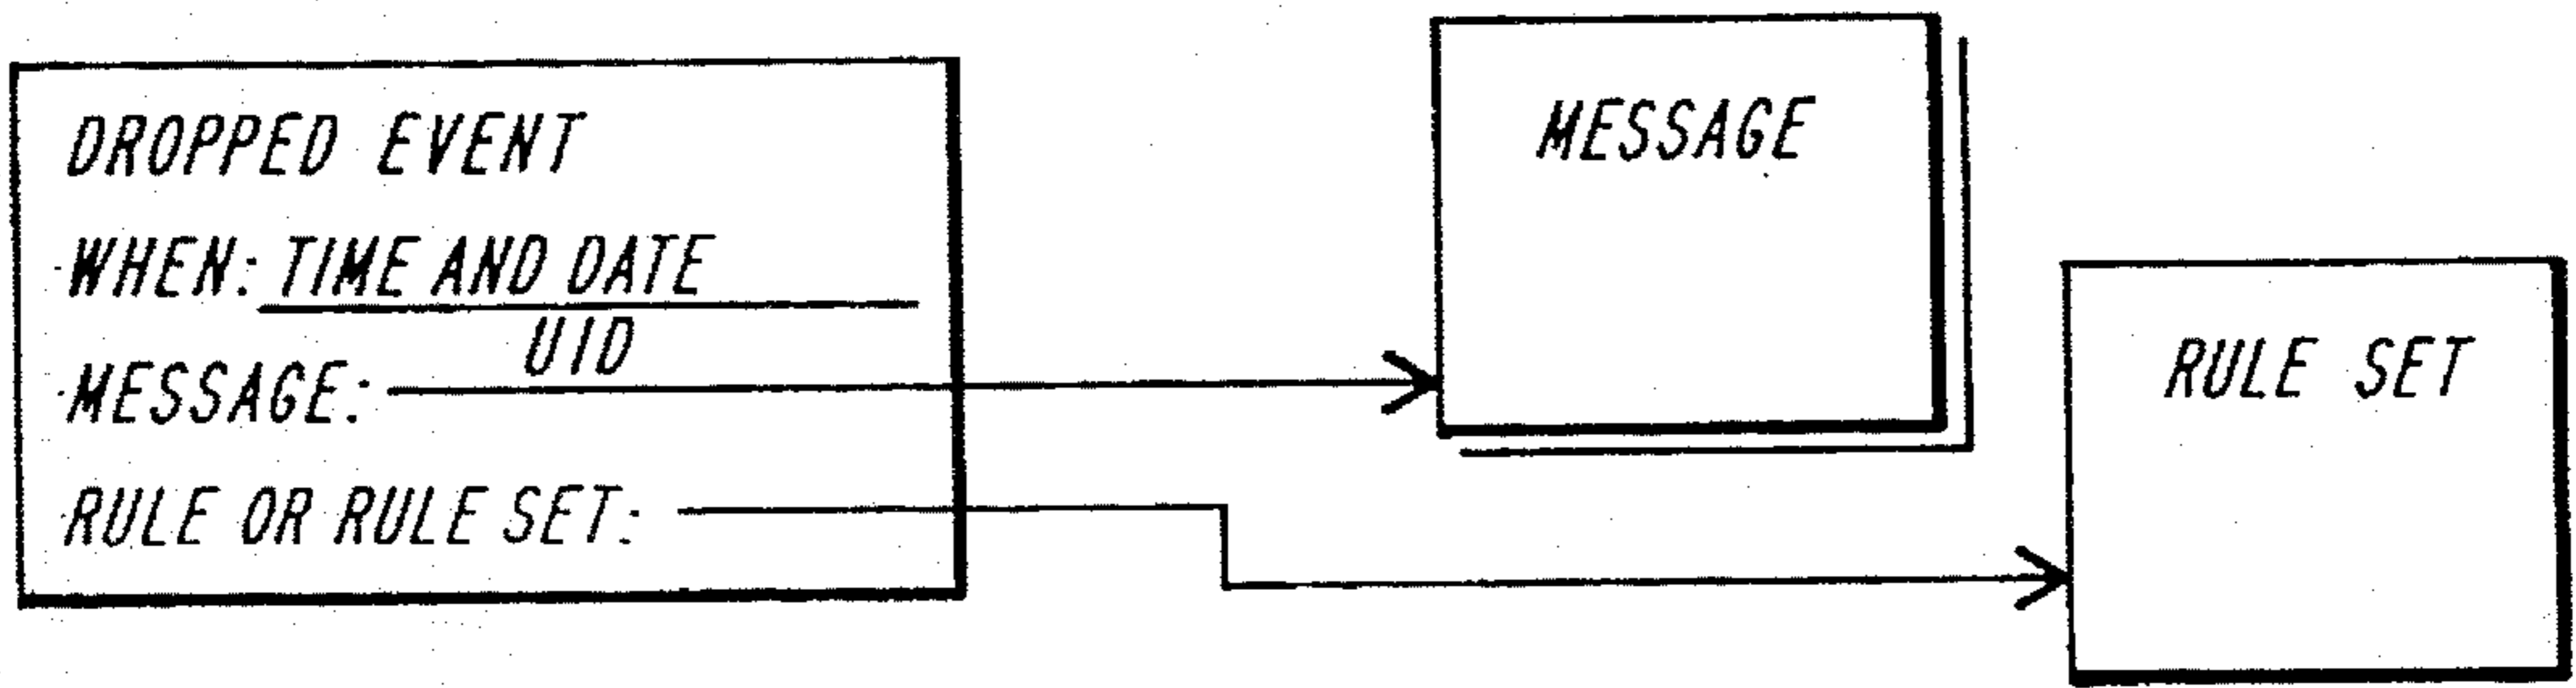 DROPPED EVENT
WHEN: TIME AND DATE
UID
MESSAGE:
RULE OR RULE SET:
MESSAGE
RULE SET